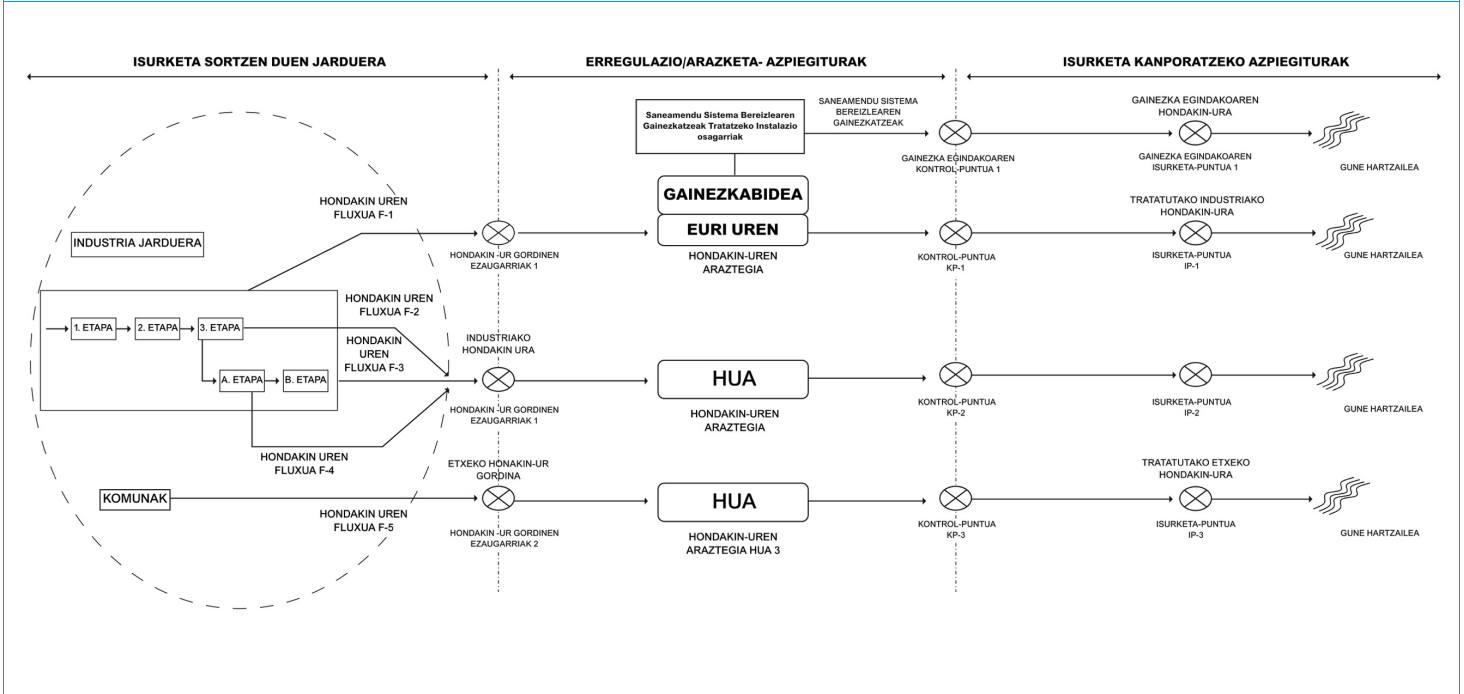 ISURKETA SORTZEN DUEN JARDUERA
ERREGULAZIO/ARAZKETA- AZPIEGITURAK
ISURKETA KANPORATZEKO AZPIEGITURAK
Saneamendu Sistema Bereizlearen
Gainezkatzeak Tratatzeko Instalazio
osagarriak
SANEAMENDU SISTEMA
BEREIZLEAREN
GAINEZKATZEAK
GAINEZKA EGINDAKOAREN
KONTROL-PUNTUA 1
GAINEZKA EGINDAKOAREN
HONDAKIN-URA
GAINEZKA EGINDAKOAREN
ISURKETA-PUNTUA 1
GUNE HARTZAILEA
INDUSTRIA JARDUERA
HONDAKIN UREN
FLUXUA F-1
HONDAKIN -UR GORDINEN
EZAUGARRIAK 1
GAINEZKABIDEA
EURI UREN
HONDAKIN-UREN
ARAZTEGIA
KONTROL-PUNTUA
KP-1
TRATATUTAKO INDUSTRIAKO
HONDAKIN-URA
ISURKETA-PUNTUA
IP-1
GUNE HARTZAILEA
1. ETAPA
2. ETAPA
3. ETAPA
A. ETAPA
B. ETAPA
HONDAKIN UREN
FLUXUA F-2
HONDAKIN
UREN
FLUXUA F-3
HONDAKIN UREN
FLUXUA F-4
INDUSTRIAKO
HONDAKIN URA
HONDAKIN -UR GORDINEN
EZAUGARRIAK 1
HUA
HONDAKIN-UREN
ARAZTEGIA
KONTROL-PUNTUA
KP-2
ISURKETA-PUNTUA
IP-2
GUNE HARTZAILEA
KOMUNAK
HONDAKIN UREN
FLUXUA F-5
ETXEKO HONAKIN-UR
GORDINA
HONDAKIN -UR GORDINEN
EZAUGARRIAK 2
HUA
HONDAKIN-UREN
ARAZTEGIA HUA 3
KONTROL-PUNTUA
KP-3
TRATATUTAKO ETXEKO
HONDAKIN-URA
ISURKETA-PUNTUA
IP-3
GUNE HARTZAILEA